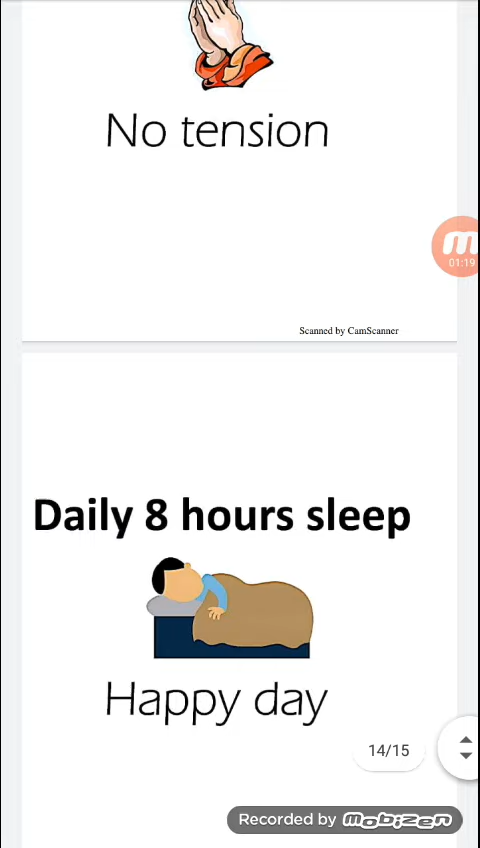 No tension
01:19
Scanned by CamScanner
Daily 8 hours sleep
Happy day
14/15
Recorded by Mobizen